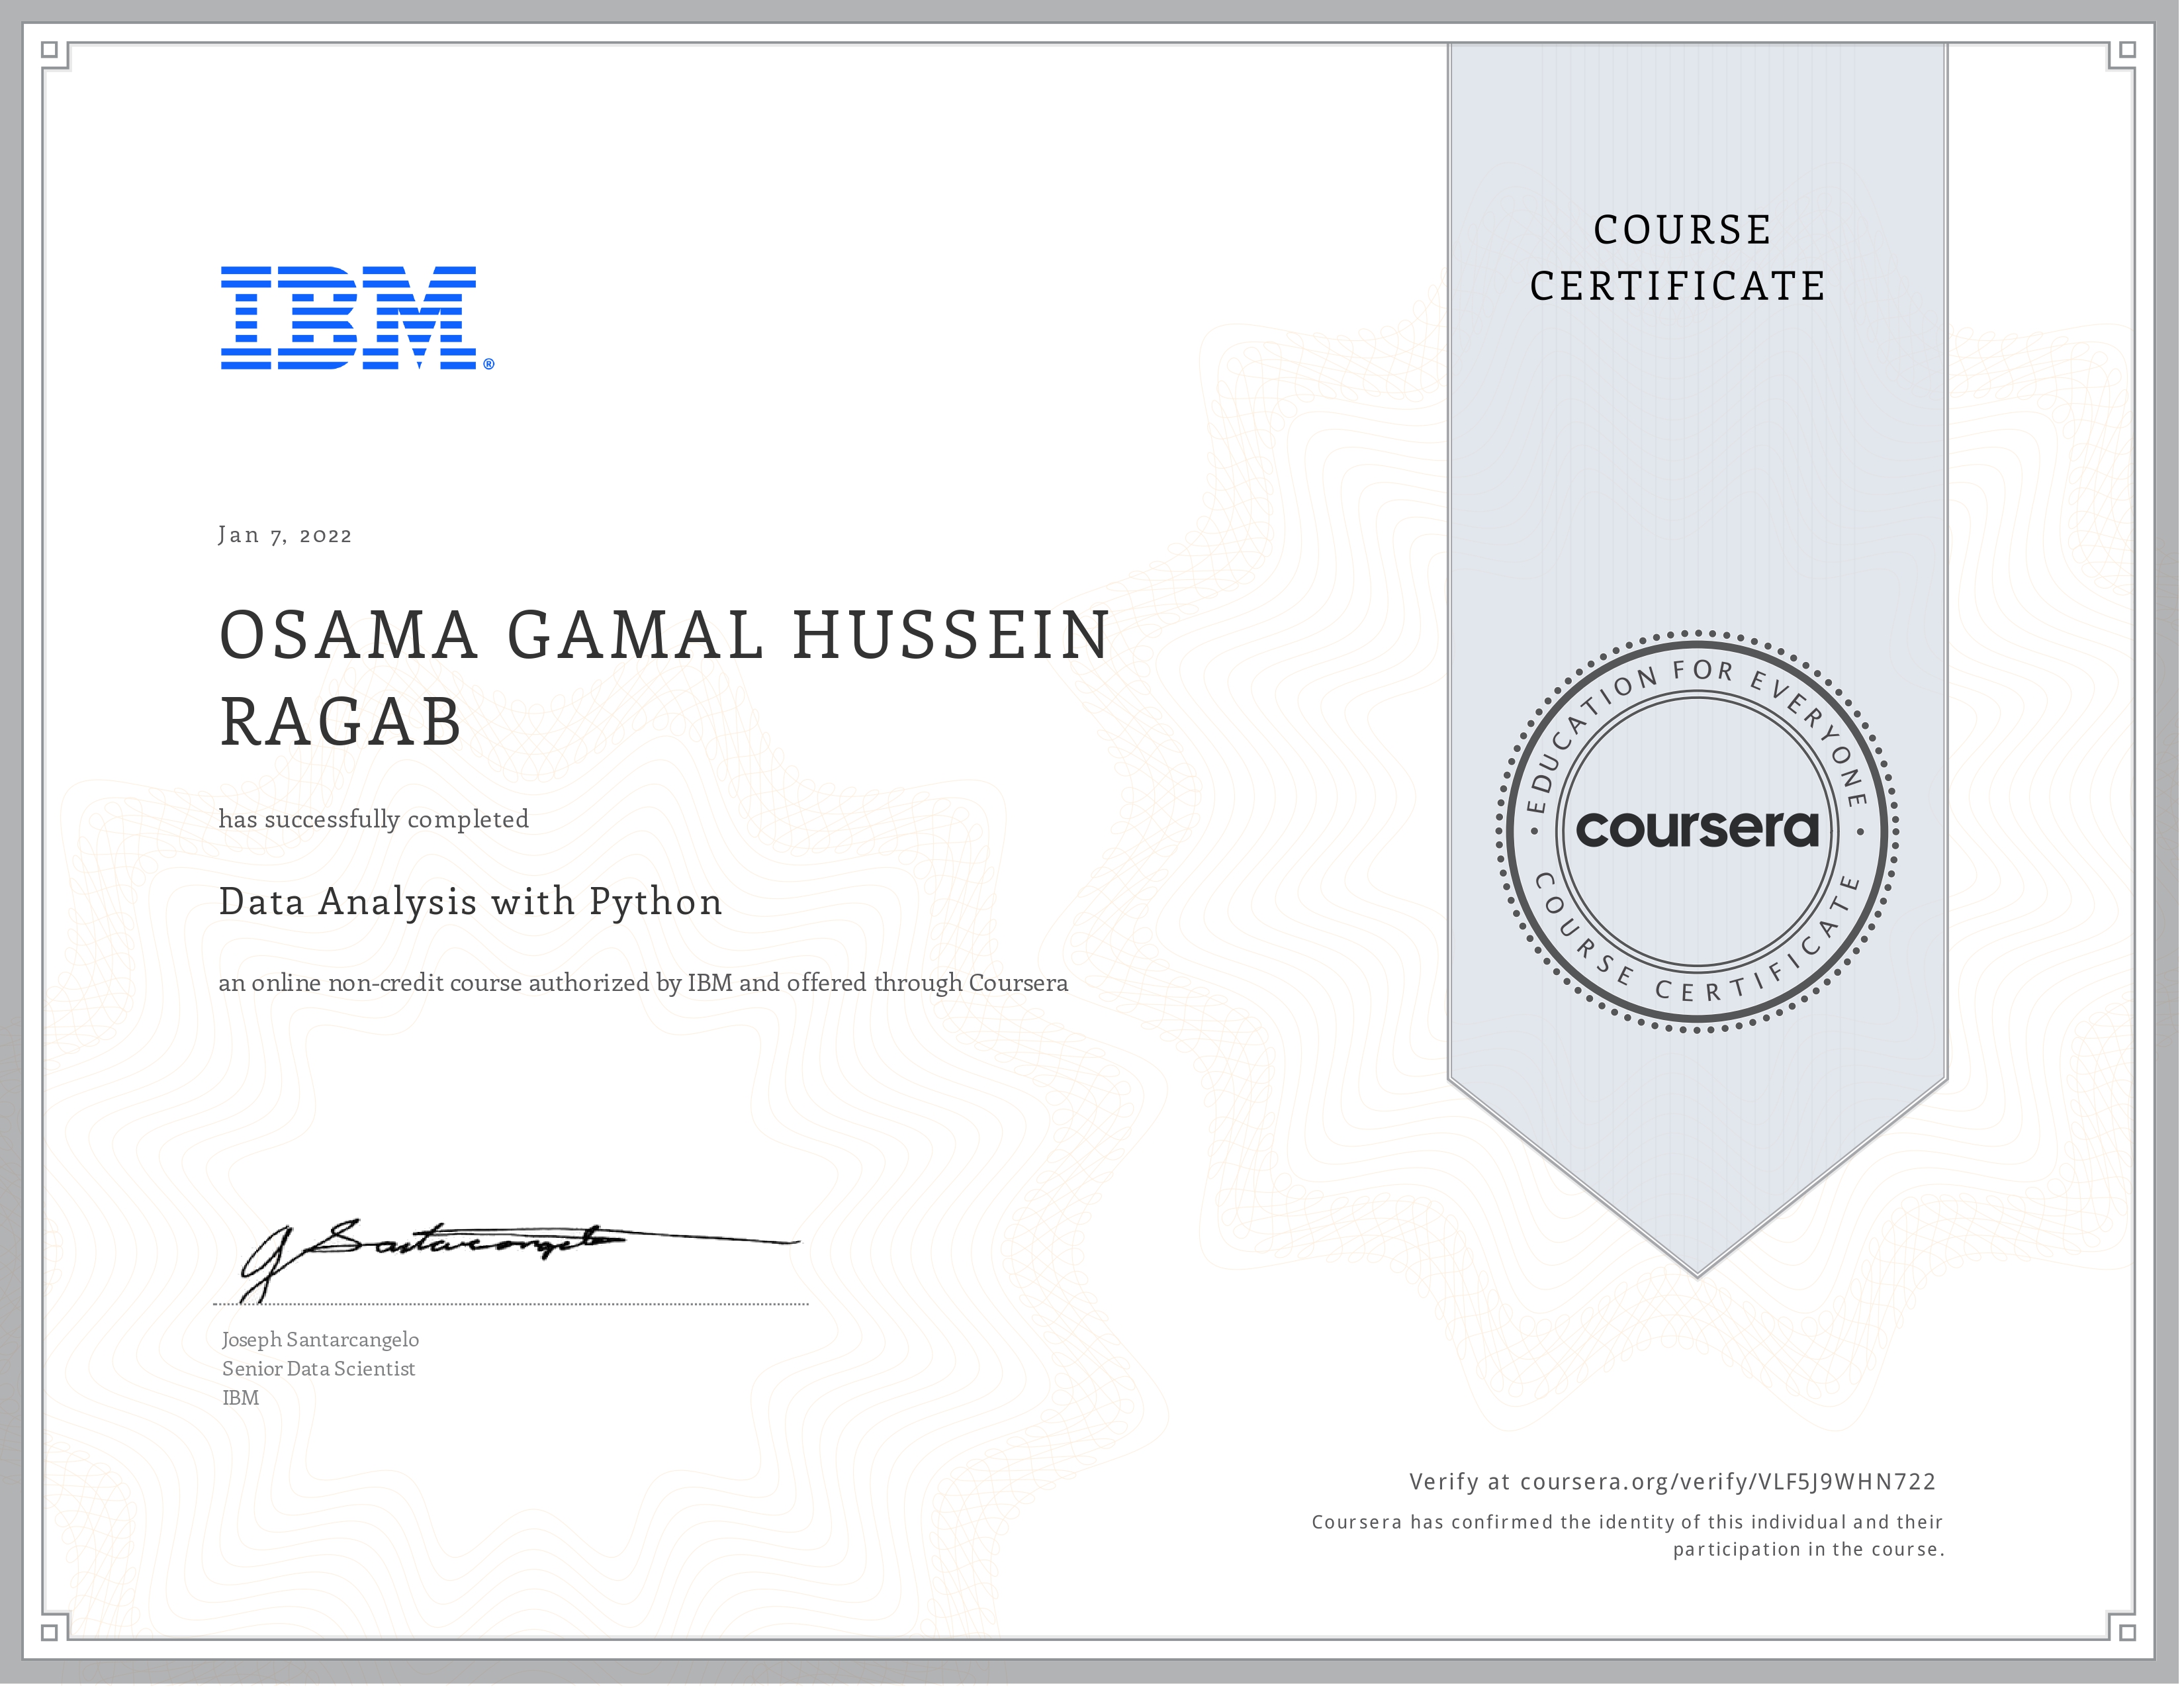 IBM®
COURSE
CERTIFICATE
Jan 7, 2022
OSAMA GAMAL HUSSEIN
RAGAB
has successfully completed
Data Analysis with Python
an online non-credit course authorized by IBM and offered through Coursera
EDUCATION FOR EVERYONE
coursera
COURSE CERTIFICATE
J Santarcangelo
Joseph Santarcangelo
Senior Data Scientist
IBM
Verify at coursera.org/verify/VLF5J9WHN722
Coursera has confirmed the identity of this individual and their
participation in the course.